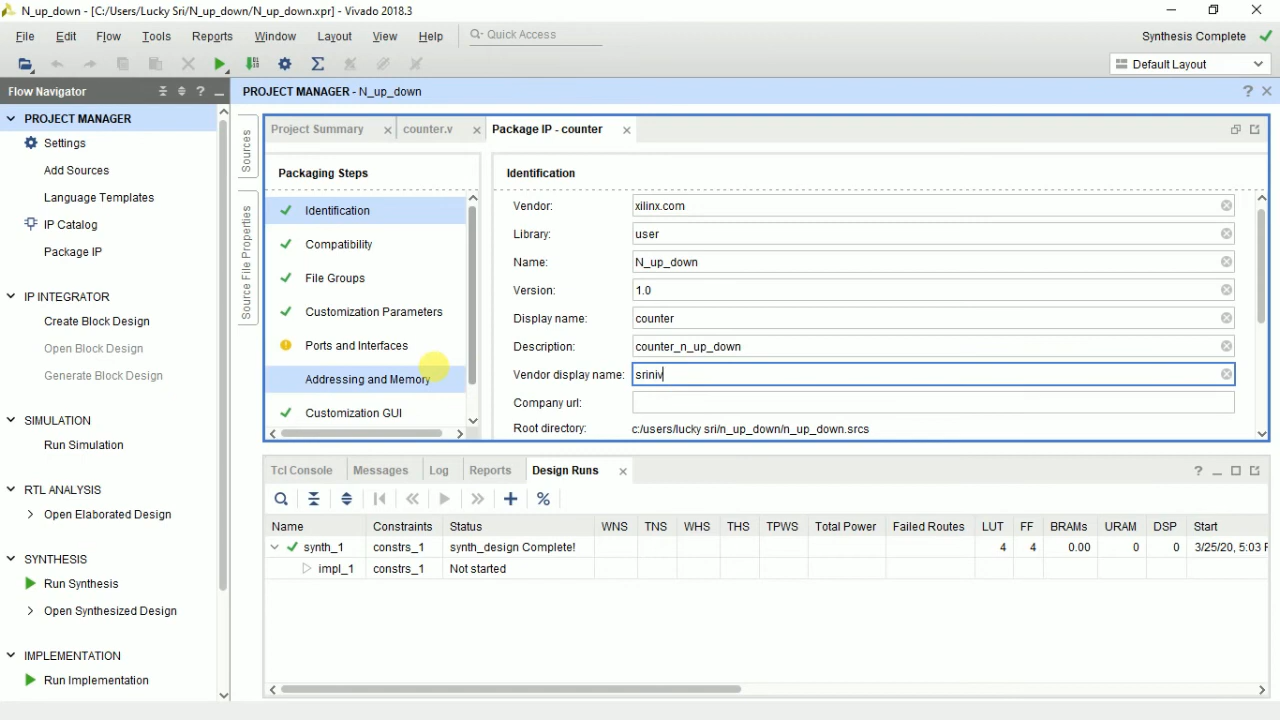 N_up_down - [C:/Users/Lucky Sri/N_up_down/N_up_down.xpr] - Vivado 2018.3
File Edit Flow Tools Reports Window Layout View Help Quick Access Synthesis Complete
Default Layout
Flow Navigator
PROJECT MANAGER - N_up_down
PROJECT MANAGER
Settings
Add Sources
Language Templates
IP Catalog
Package IP
IP INTEGRATOR
Create Block Design
Open Block Design
Generate Block Design
SIMULATION
Run Simulation
RTL ANALYSIS
Open Elaborated Design
SYNTHESIS
Run Synthesis
Open Synthesized Design
IMPLEMENTATION
Run Implementation
Sources
Source File Properties
Project Summary counter.v Package IP - counter
Packaging Steps
Identification
Compatibility
File Groups
Customization Parameters
Ports and Interfaces
Addressing and Memory
Customization GUI
Identification
Vendor: xilinx.com
Library: user
Name: N_up_down
Version: 1.0
Display name: counter
Description: counter_n_up_down
Vendor display name: sriniv
Company url:
Root directory: c:/users/lucky sri/n_up_down/n_up_down.srcs
Tcl Console Messages Log Reports Design Runs
Name Constraints Status WNS TNS WHS THS TPWS Total Power Failed Routes LUT FF BRAMs URAM DSP Start
synth_1 constrs_1 synth_design Complete! 4 4 0.00 0 0 3/25/20, 5:03
impl_1 constrs_1 Not started